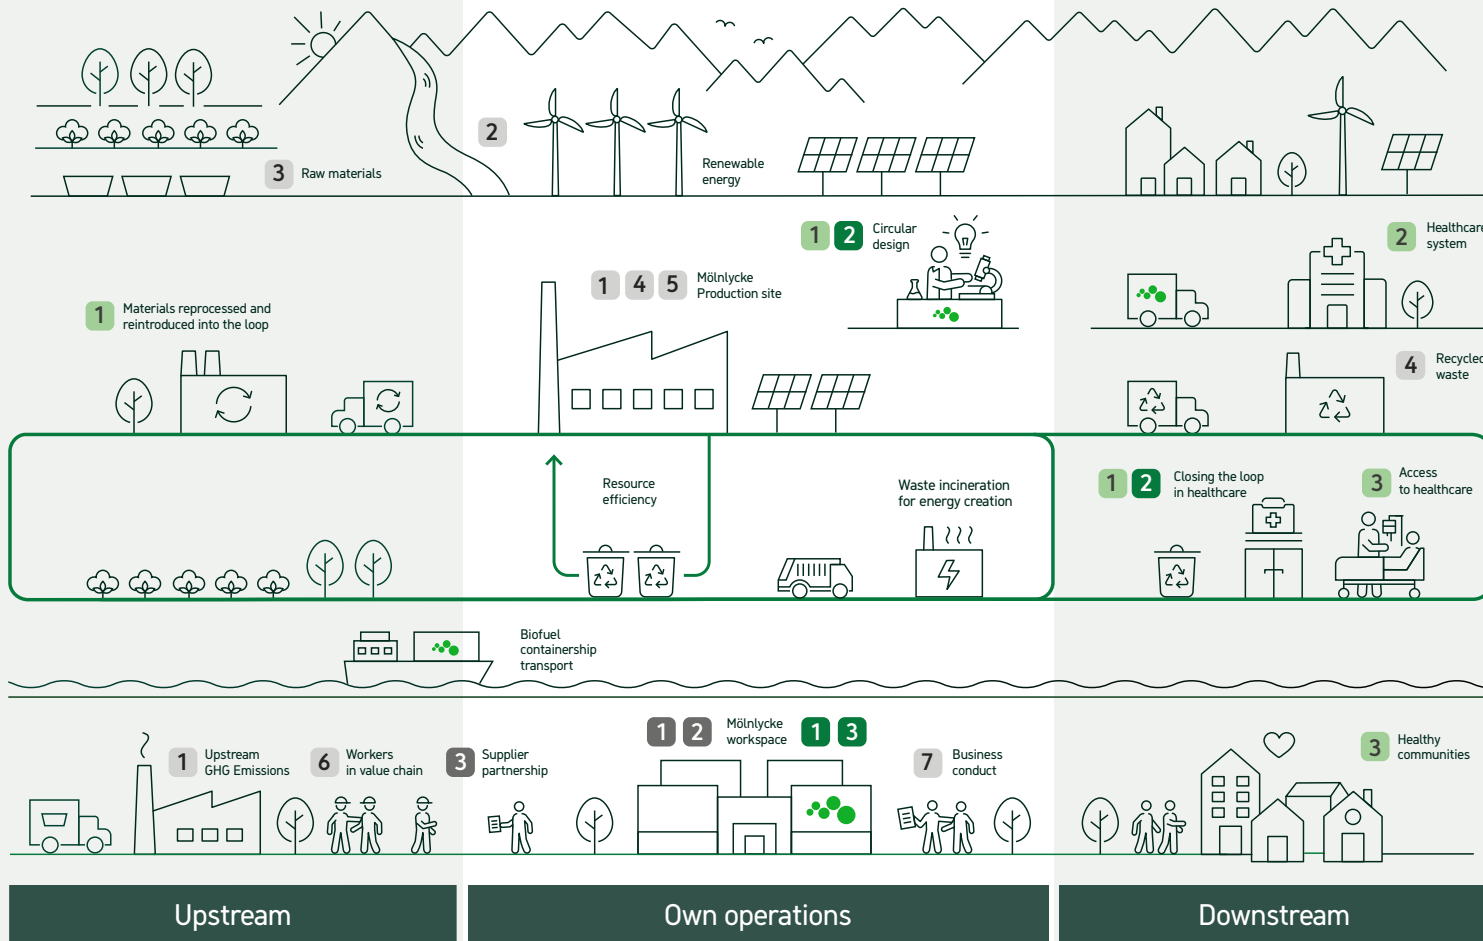 2
Renewable
energy
3 Raw materials
1 2 Circular
design
2 Healthcare
system
1 4 5 Mölnlycke
Production site
1 Materials reprocessed and
reintroduced into the loop
4 Recycled
waste
Resource
efficiency
Waste incineration
for energy creation
1 2 Closing the loop
in healthcare
3 Access
to healthcare
Biofuel
containership
transport
1 Upstream
GHG Emissions
6 Workers
in value chain
3 Supplier
partnership
1 2 Mölnlycke
workspace 1 3
7 Business
conduct
3 Healthy
communities
Upstream
Own operations
Downstream